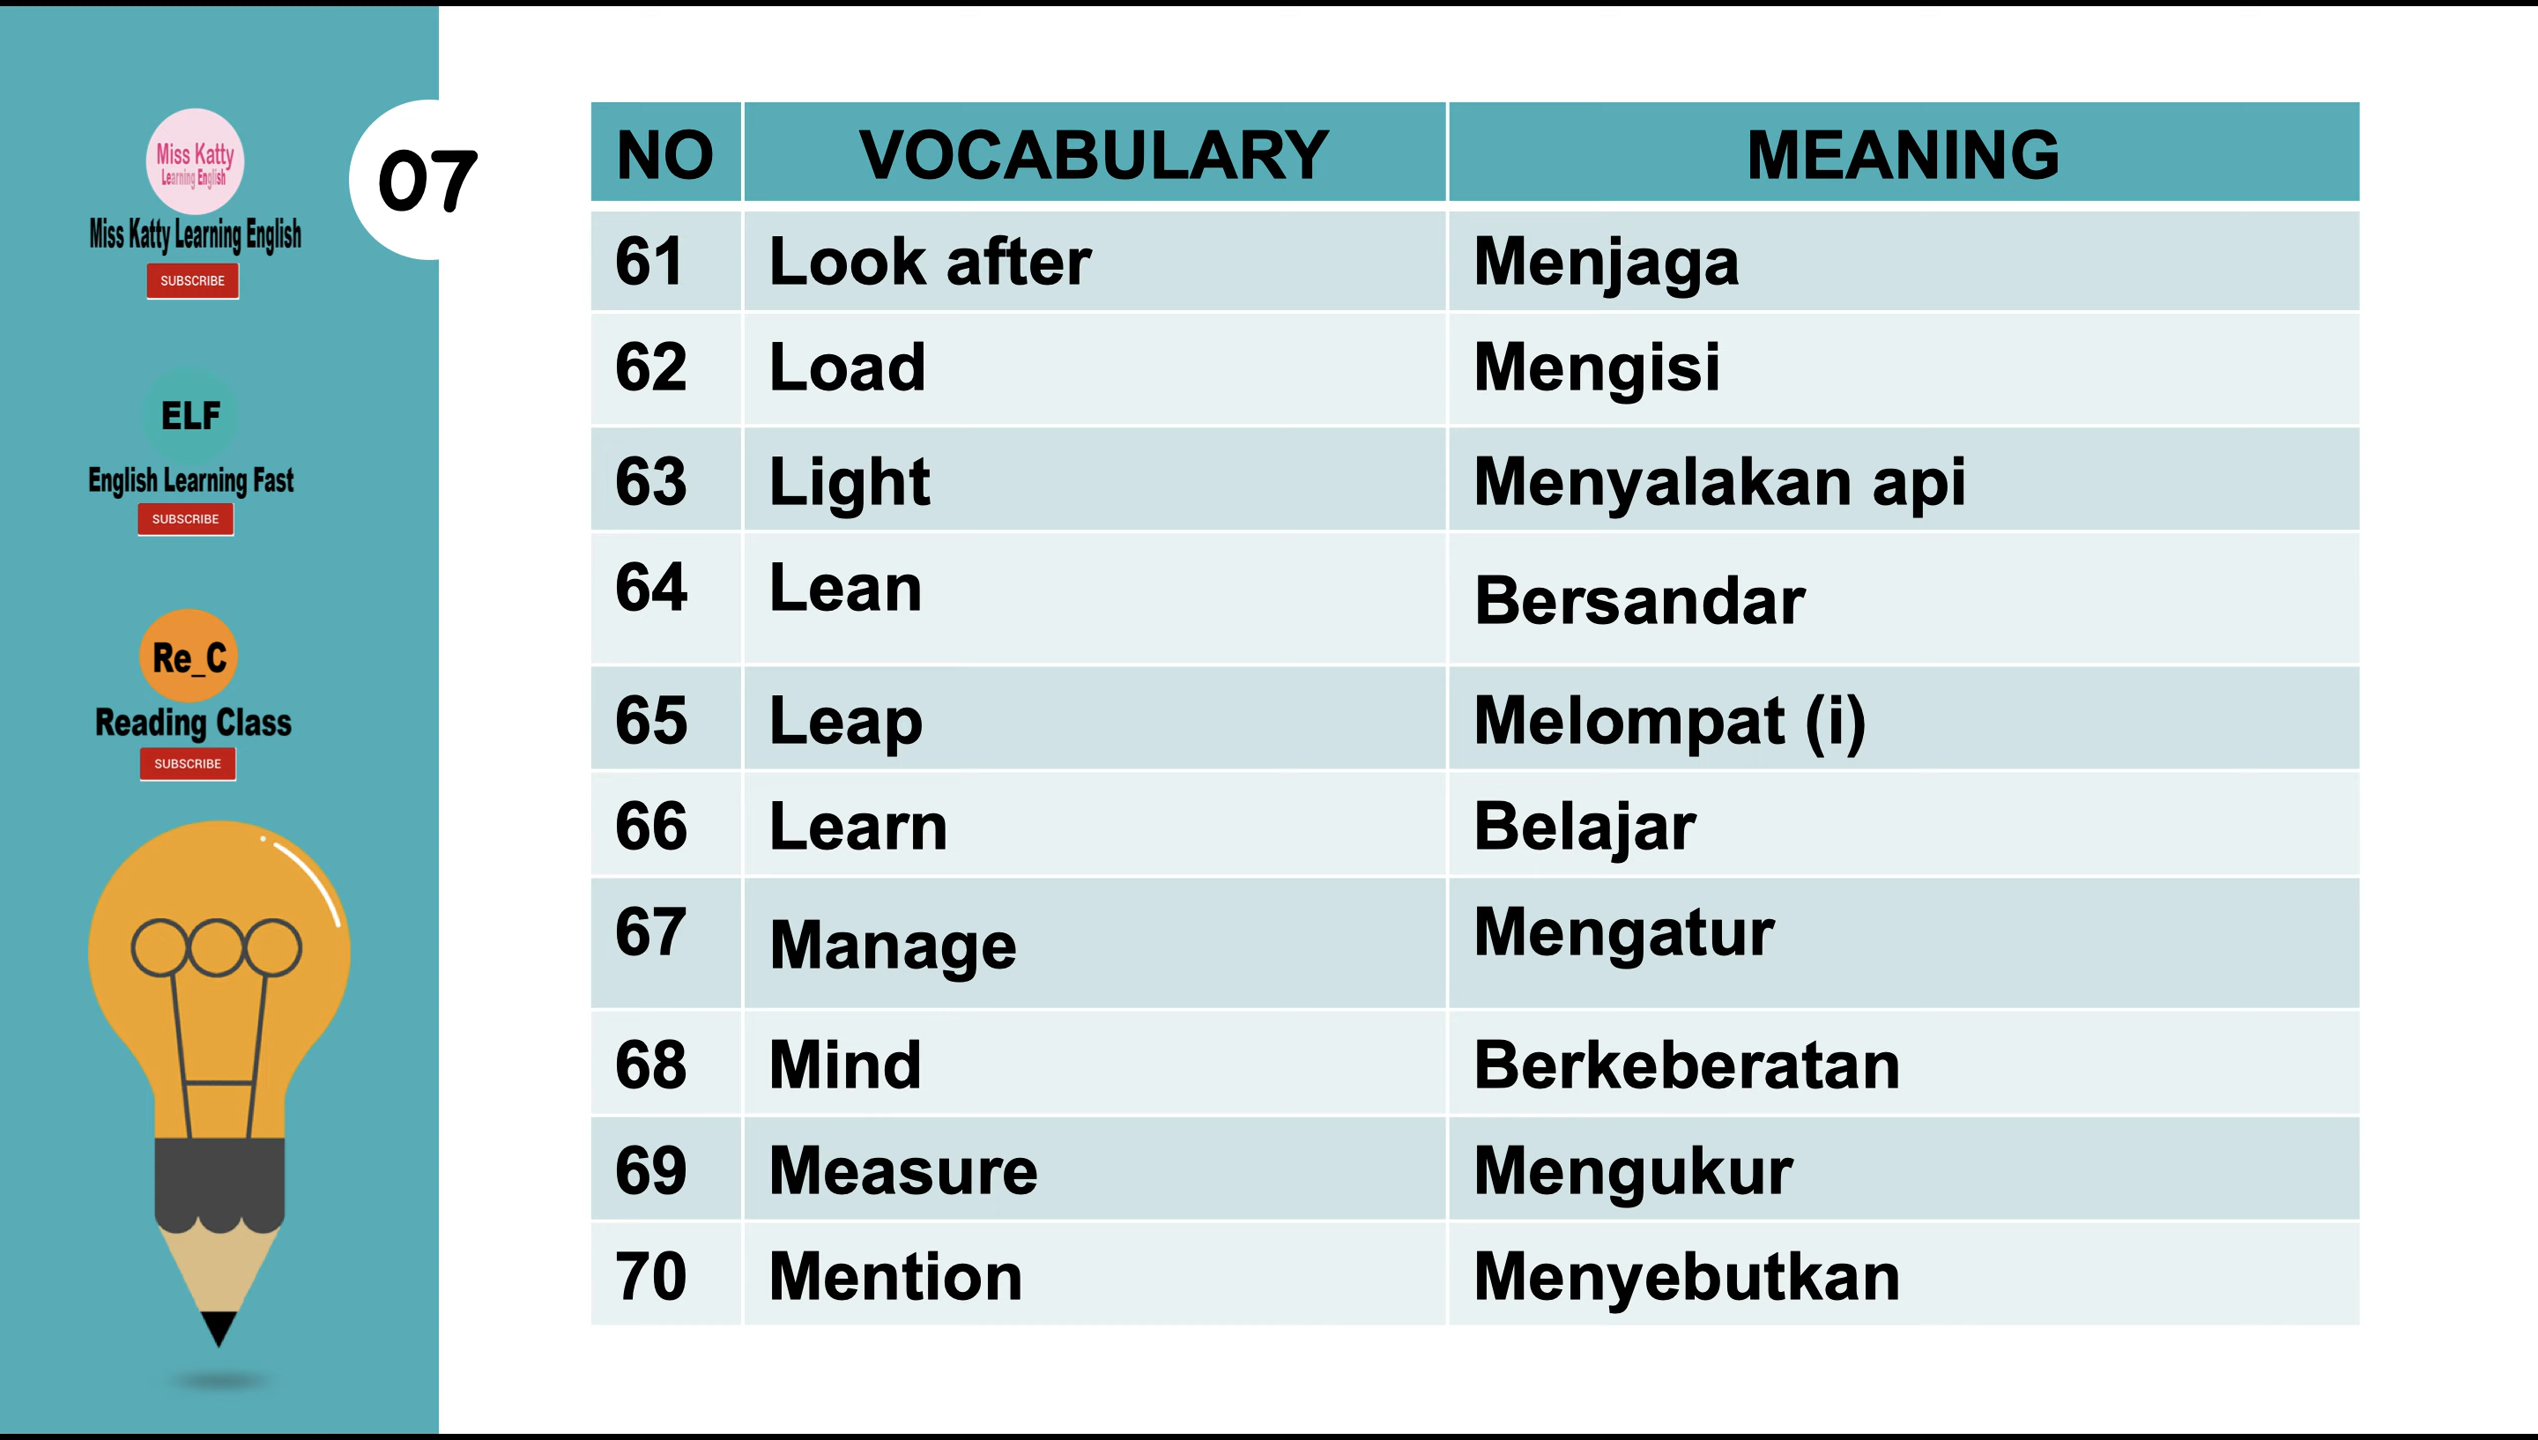 Miss Katty
Learning English
Miss Katty Learning English
SUBSCRIBE
ELF
English Learning Fast
SUBSCRIBE
Re_C
Reading Class
SUBSCRIBE
07
NO VOCABULARY MEANING
61 Look after Menjaga
62 Load Mengisi
63 Light Menyalakan api
64 Lean Bersandar
65 Leap Melompat (i)
66 Learn Belajar
67 Manage Mengatur
68 Mind Berkeberatan
69 Measure Mengukur
70 Mention Menyebutkan